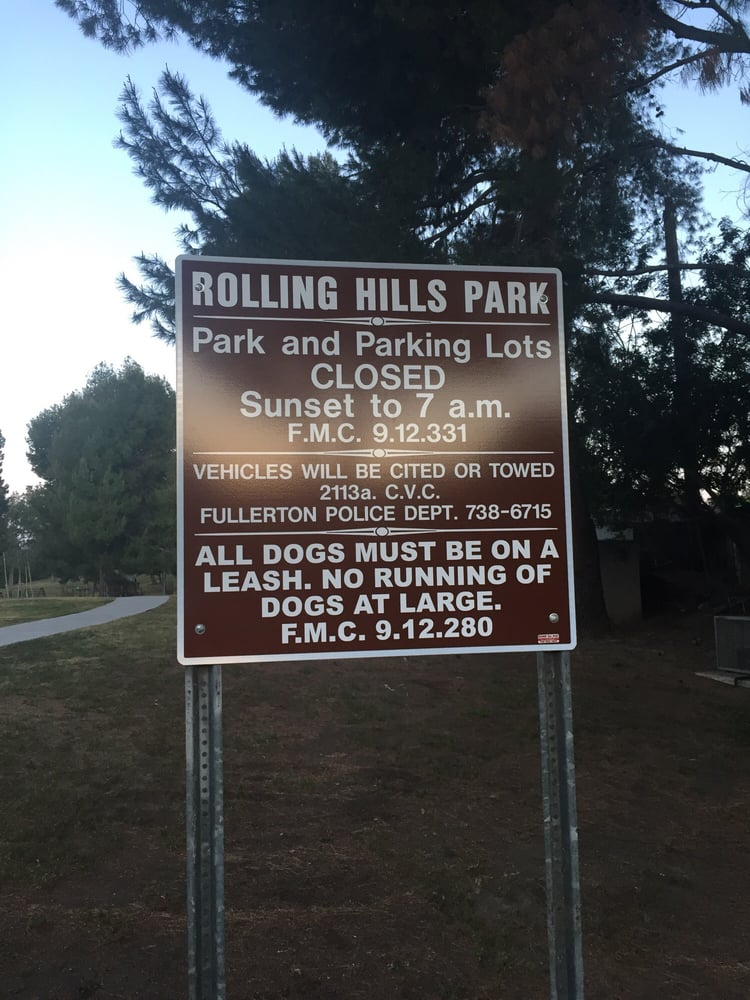 ROLLING HILLS PARK
Park and Parking Lots
CLOSED
Sunset to 7 a.m.
F.M.C. 9.12.331
VEHICLES WILL BE CITED OR TOWED
2113a. C.V.C.
FULLERTON POLICE DEPT. 738-6715
ALL DOGS MUST BE ON A
LEASH. NO RUNNING OF
DOGS AT LARGE.
F.M.C. 9.12.280